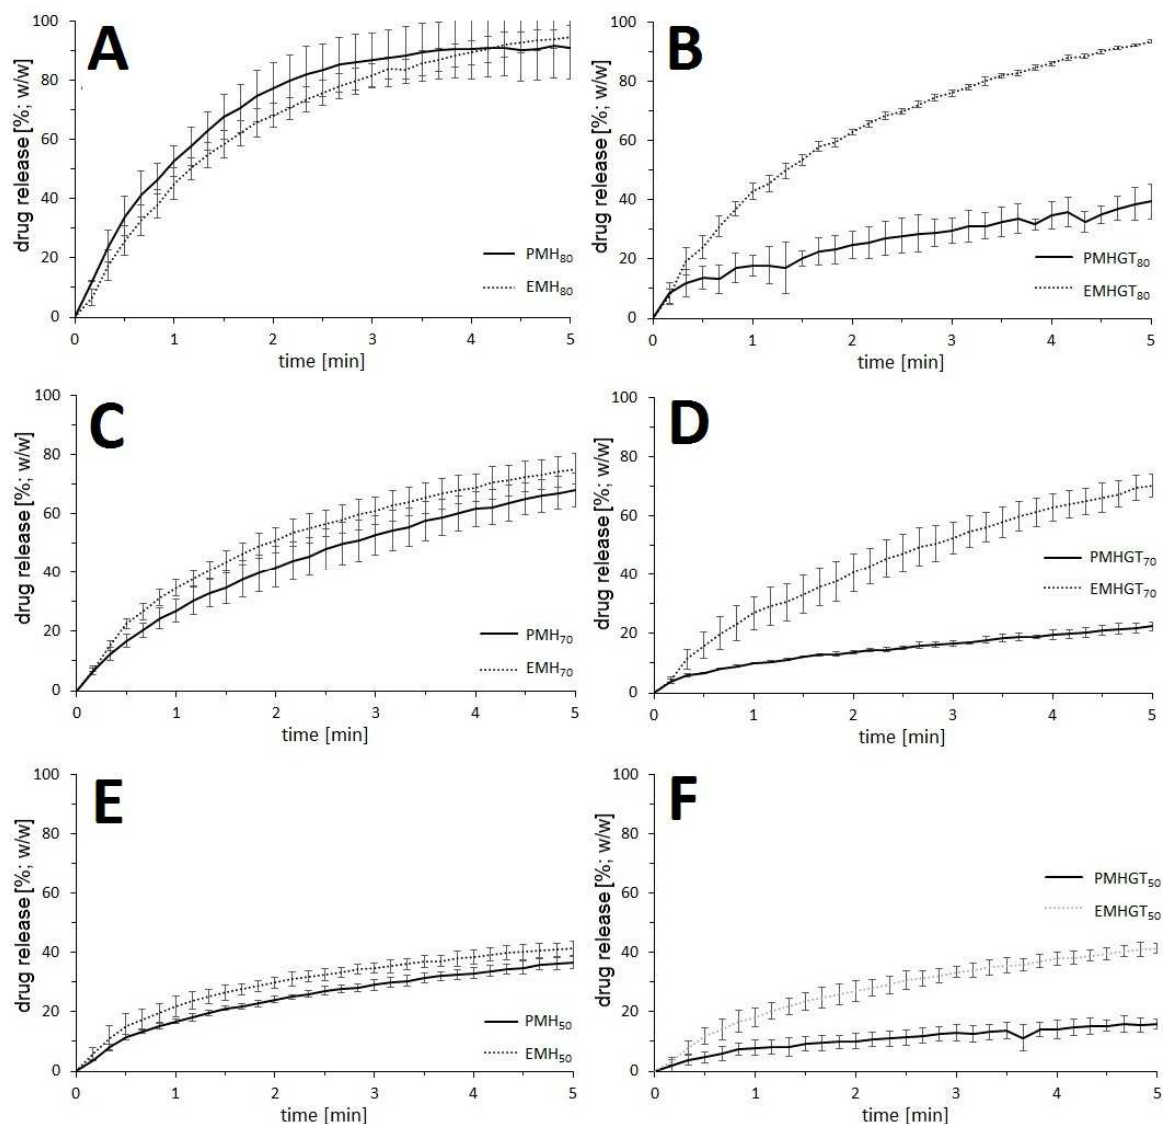 A
drug release [%; w/w]
100
80
60
40
20
0
PMH₈₀
EMH₈₀
0 1 2 3 4 5
time [min]
B
drug release [%; w/w]
100
80
60
40
20
0
PMHGT₈₀
EMHGT₈₀
0 1 2 3 4 5
time [min]
C
drug release [%; w/w]
100
80
60
40
20
0
PMH₇₀
EMH₇₀
0 1 2 3 4 5
time [min]
D
drug release [%; w/w]
100
80
60
40
20
0
PMHGT₇₀
EMHGT₇₀
0 1 2 3 4 5
time [min]
E
drug release [%; w/w]
100
80
60
40
20
0
PMH₅₀
EMH₅₀
0 1 2 3 4 5
time [min]
F
drug release [%; w/w]
100
80
60
40
20
0
PMHGT₅₀
EMHGT₅₀
0 1 2 3 4 5
time [min]